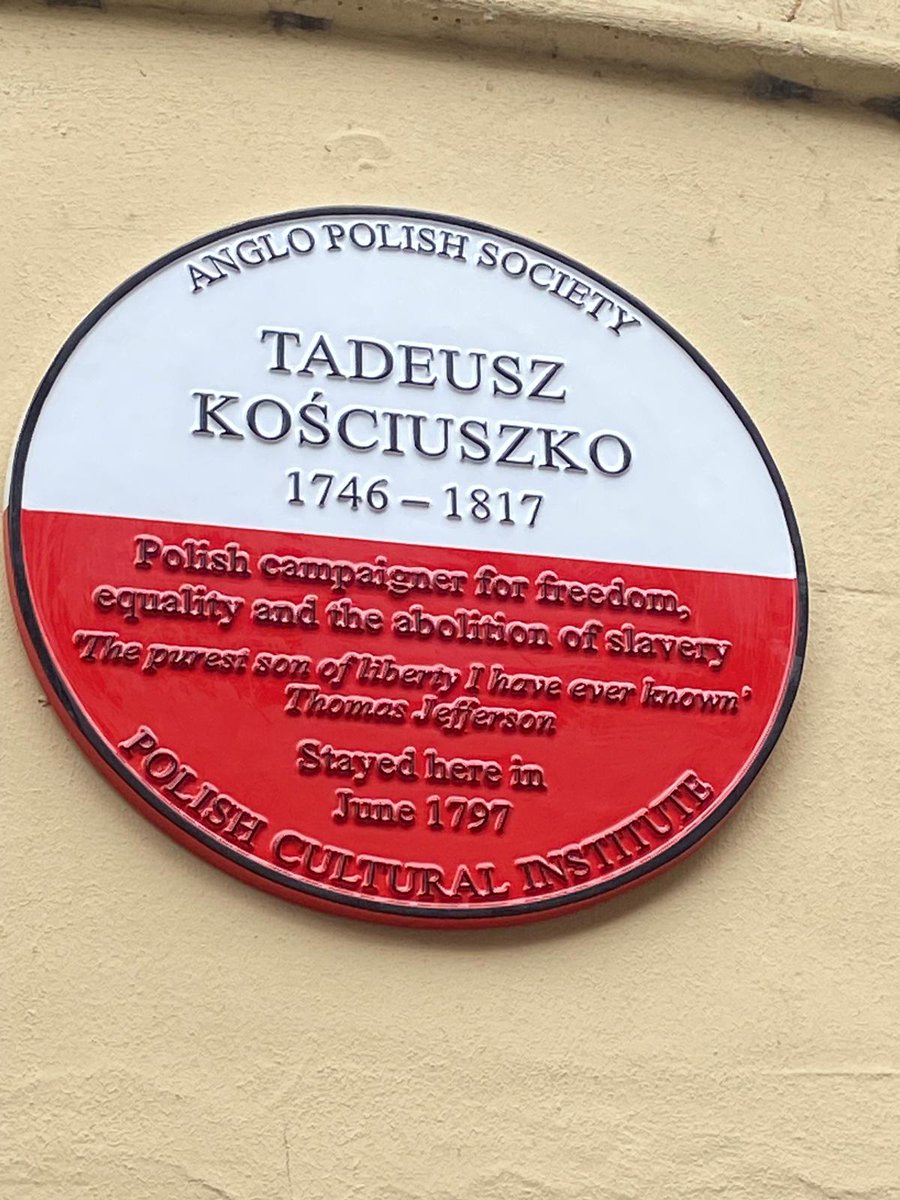 ANGLO POLISH SOCIETY
TADEUSZ
KOŚCIUSZKO
1746 – 1817
Polish campaigner for freedom,
equality and the abolition of slavery
'The purest son of liberty I have ever known'
Thomas Jefferson
Stayed here in
June 1797
POLISH CULTURAL INSTITUTE